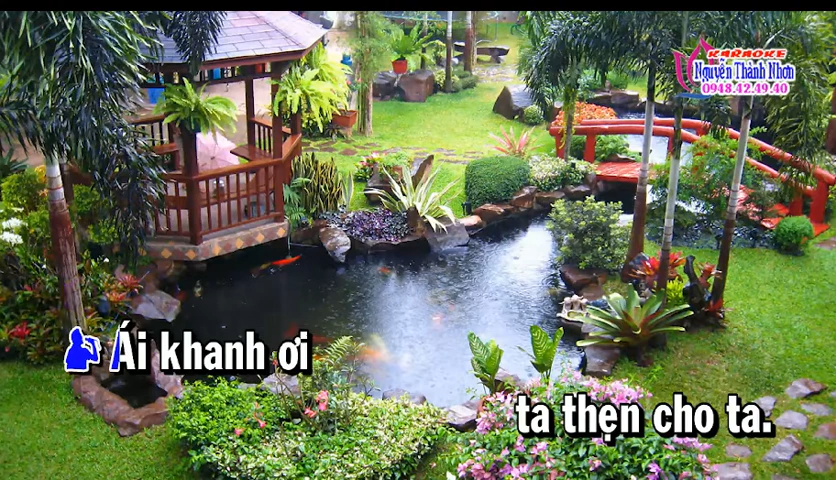 KARAOKE
Nguyễn Thành Nhơn
0948.42.49.40
Ái khanh ơi
ta thẹn cho ta.